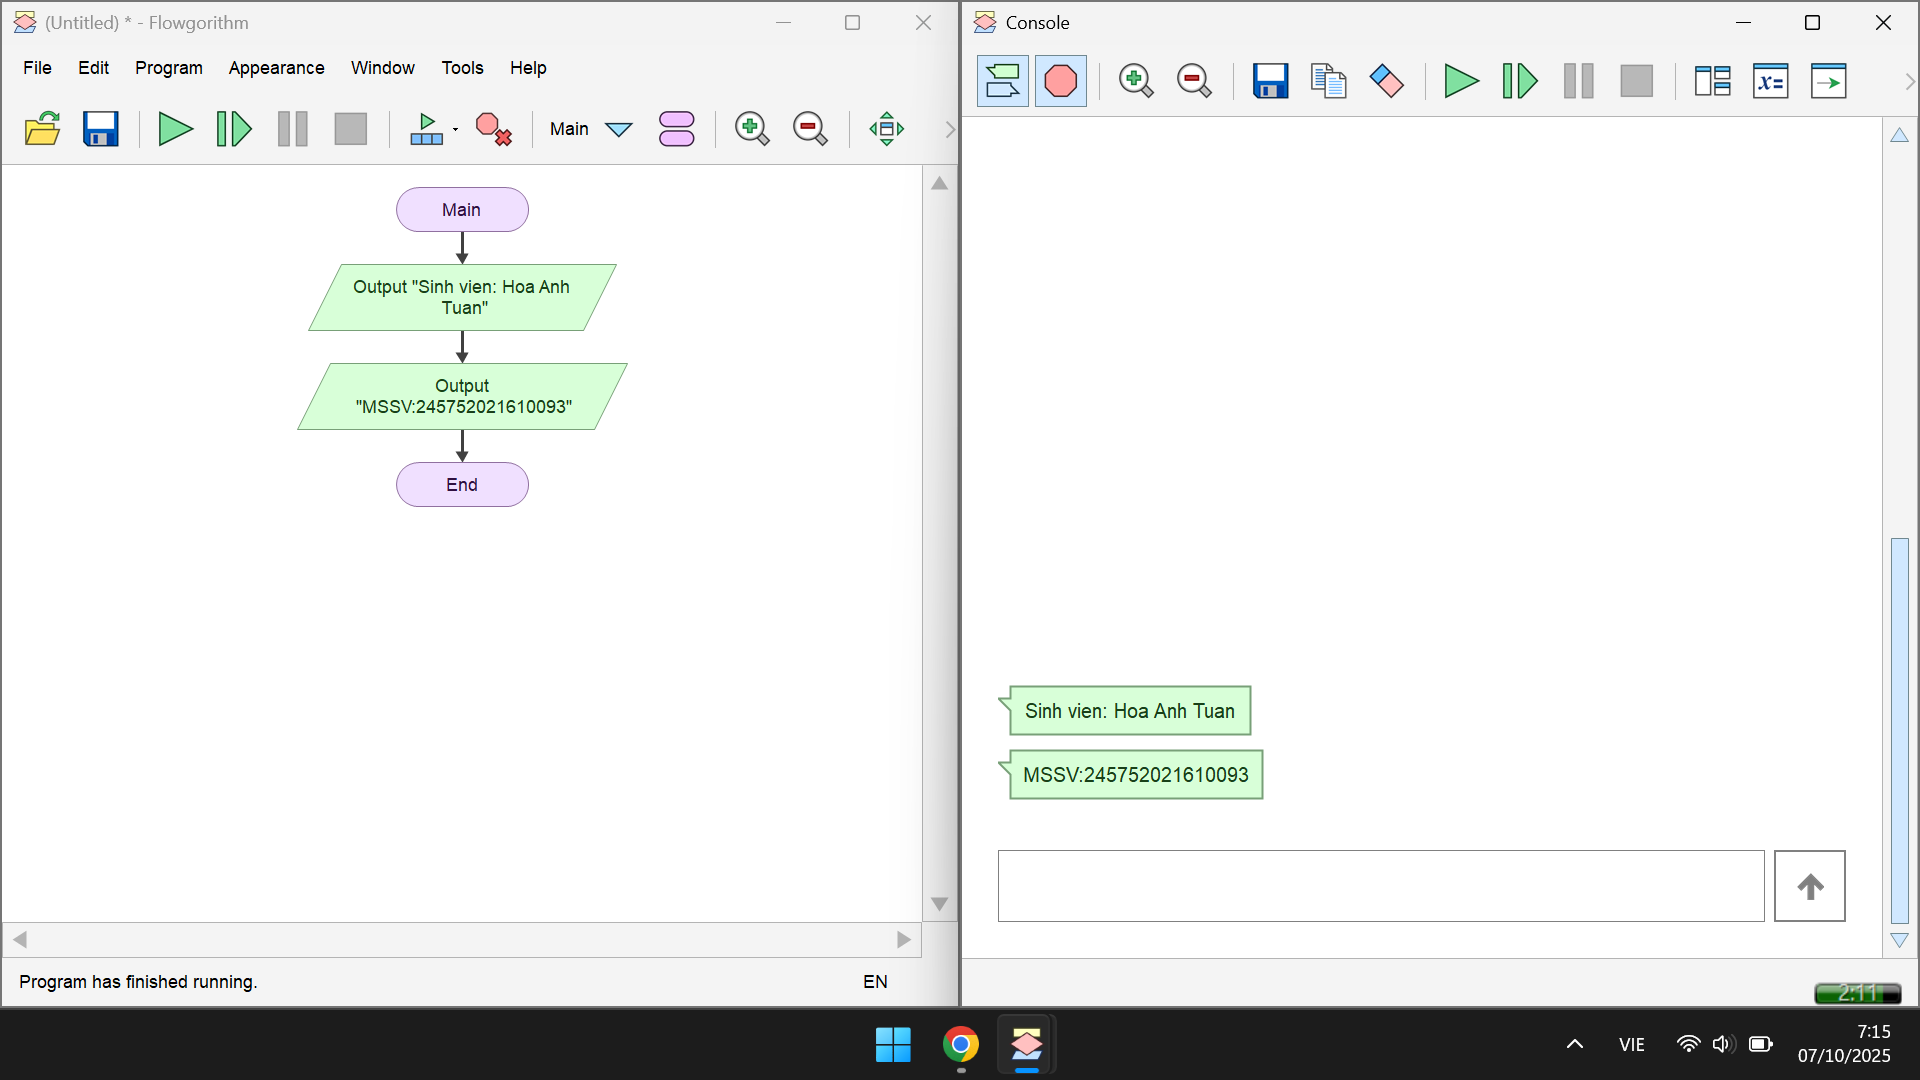 (Untitled) * - Flowgorithm
File Edit Program Appearance Window Tools Help
Main
Main
Output "Sinh vien: Hoa Anh
Tuan"
Output
"MSSV:245752021610093"
End
Program has finished running.
EN
Console
x=
Sinh vien: Hoa Anh Tuan
MSSV:245752021610093
2:11
VIE
7:15
07/10/2025